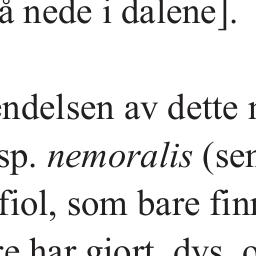 å nede i dalene].
endelsen av dette
sp. nemoralis (sen
fiol, som bare finn
re har gjort, dvs.